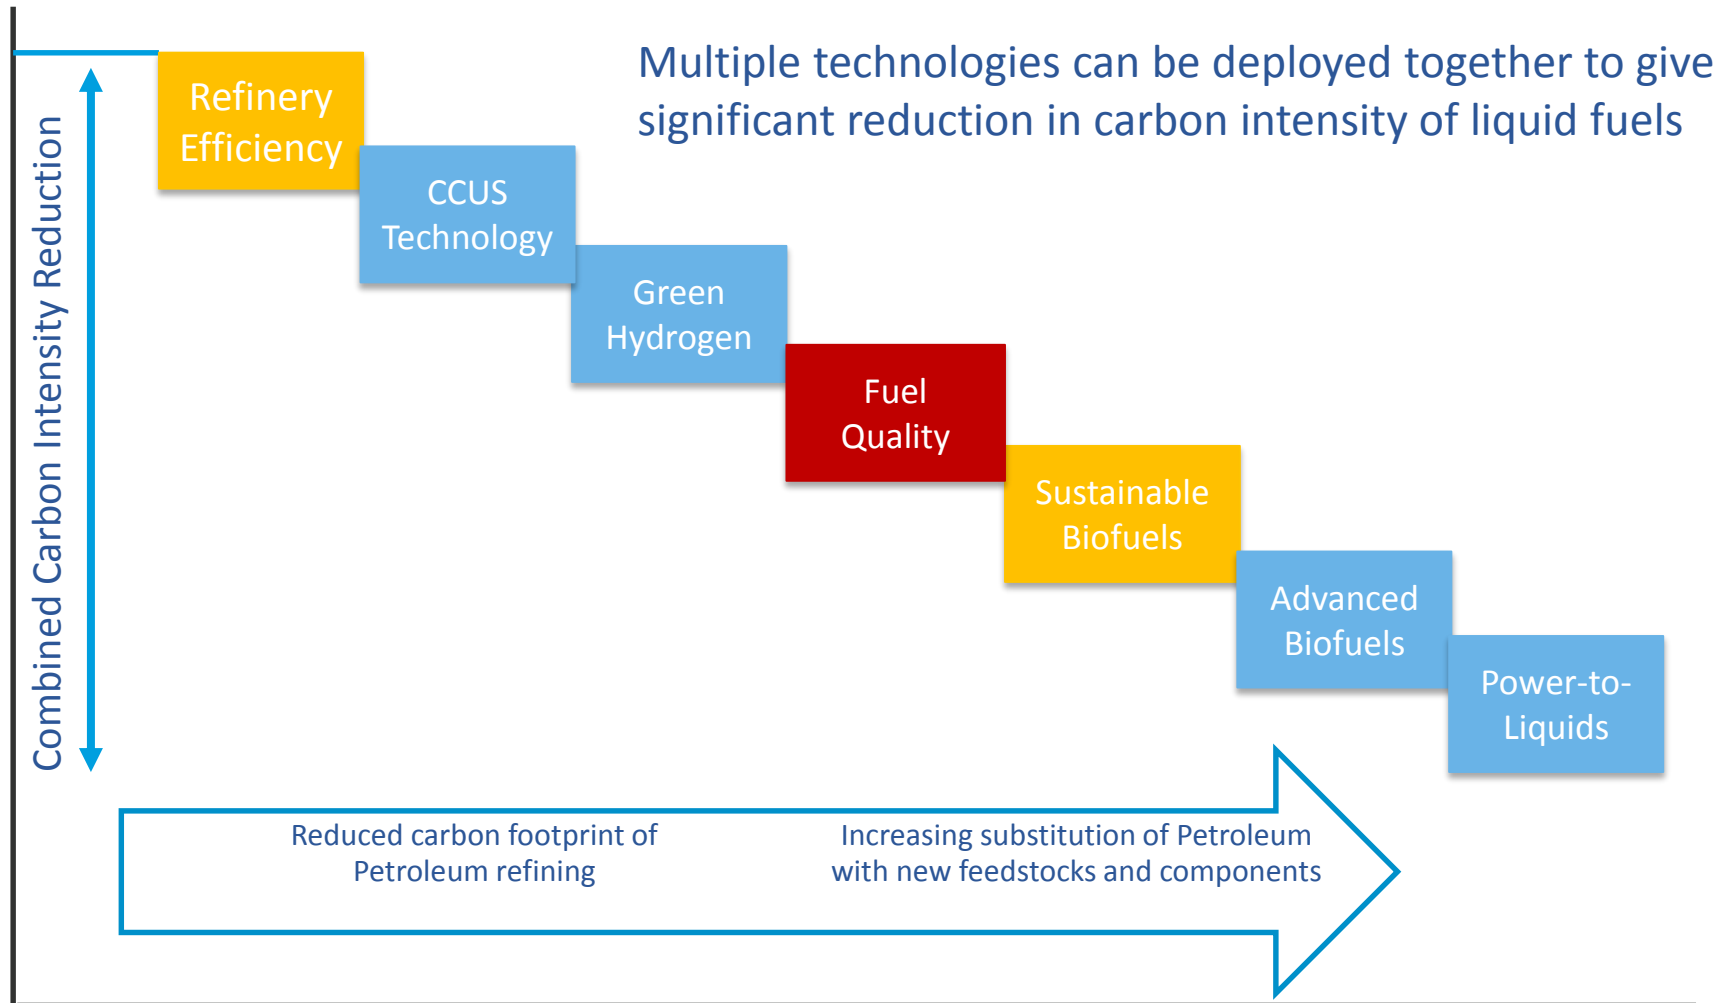 Multiple technologies can be deployed together to give
significant reduction in carbon intensity of liquid fuels
Combined Carbon Intensity Reduction
Refinery
Efficiency
CCUS
Technology
Green
Hydrogen
Fuel
Quality
Sustainable
Biofuels
Advanced
Biofuels
Power-to-
Liquids
Reduced carbon footprint of
Petroleum refining
Increasing substitution of Petroleum
with new feedstocks and components